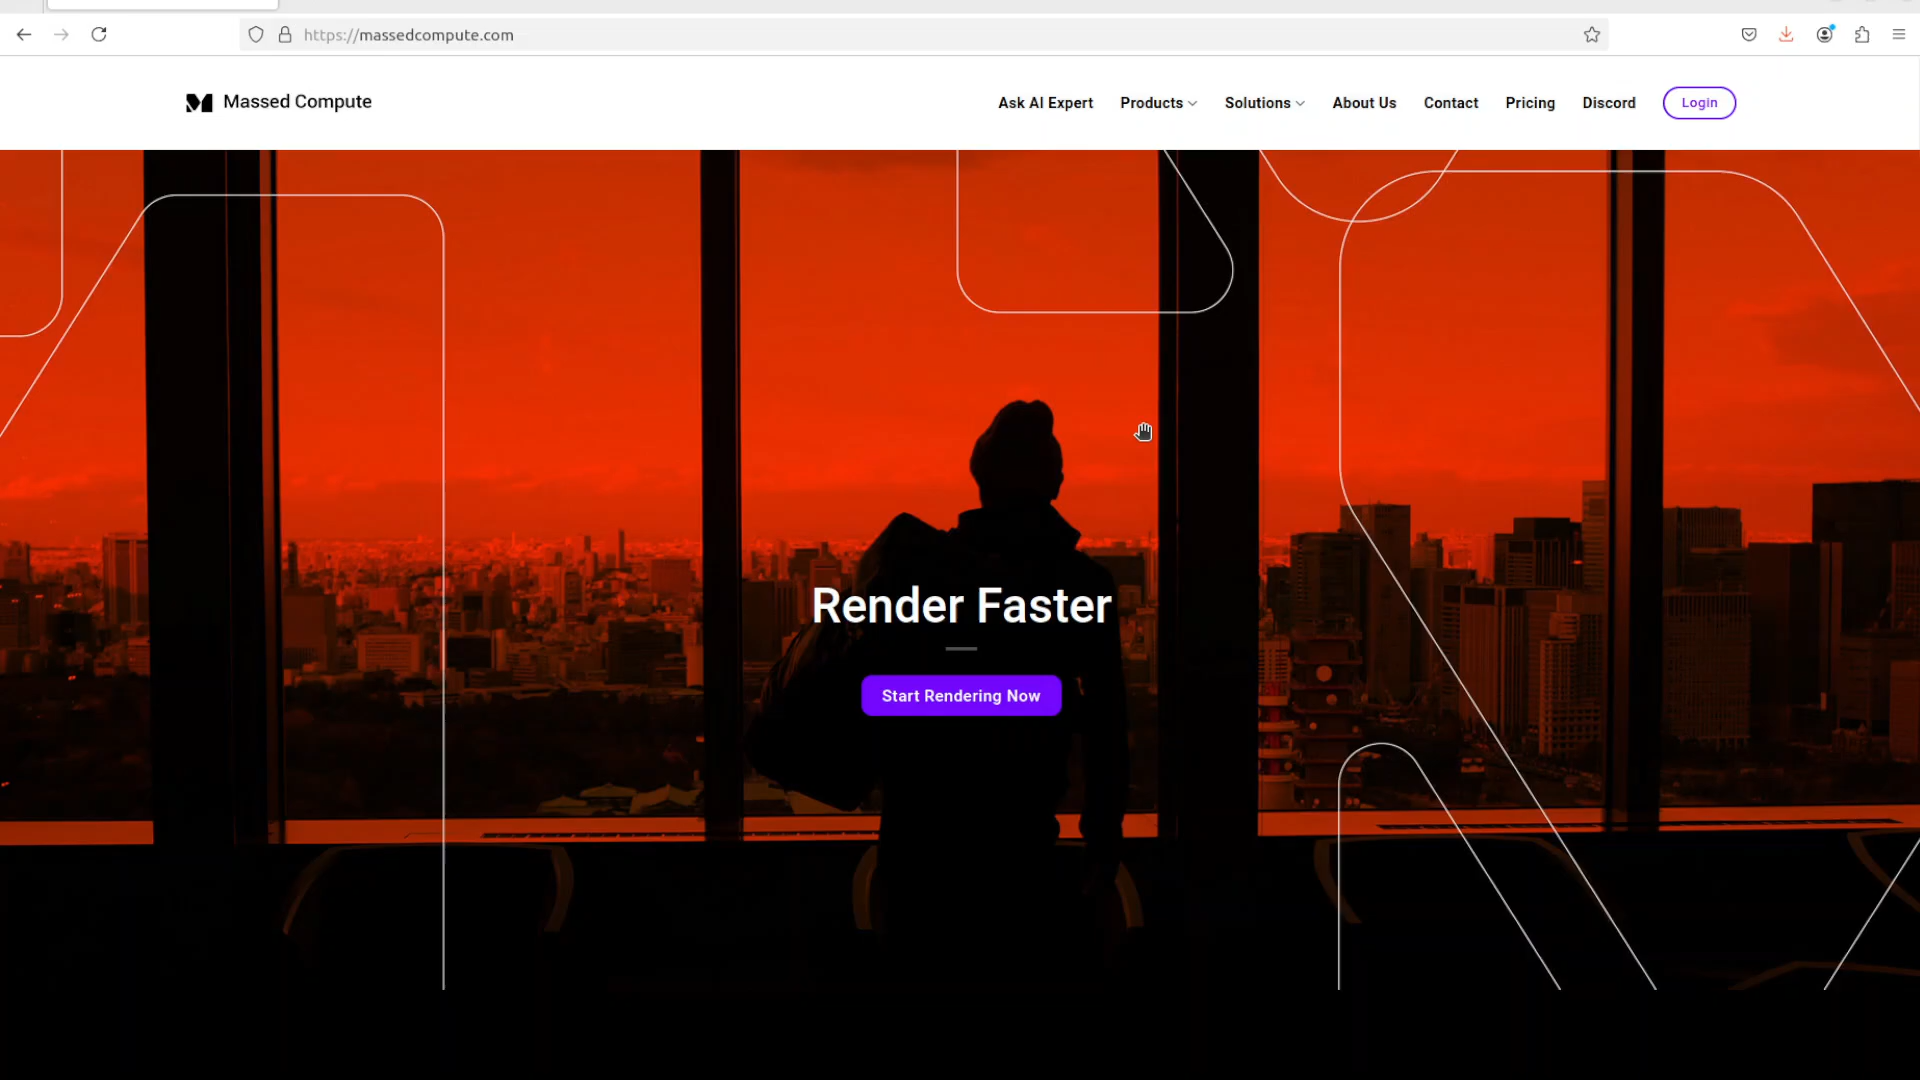 https://massedcompute.com
Massed Compute
Ask AI Expert
Products
Solutions
About Us
Contact
Pricing
Discord
Login
Render Faster
Start Rendering Now